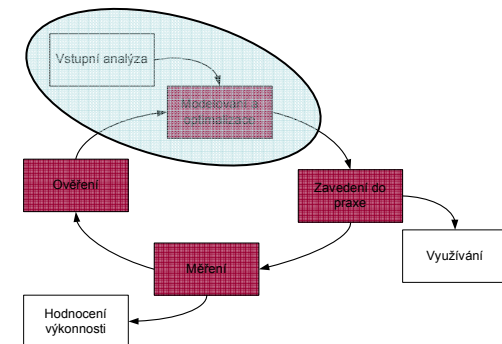 Vstupní analýza
Modelování a
optimalizace
Ověření
Zavedení do
praxe
Využívání
Měření
Hodnocení
výkonnosti